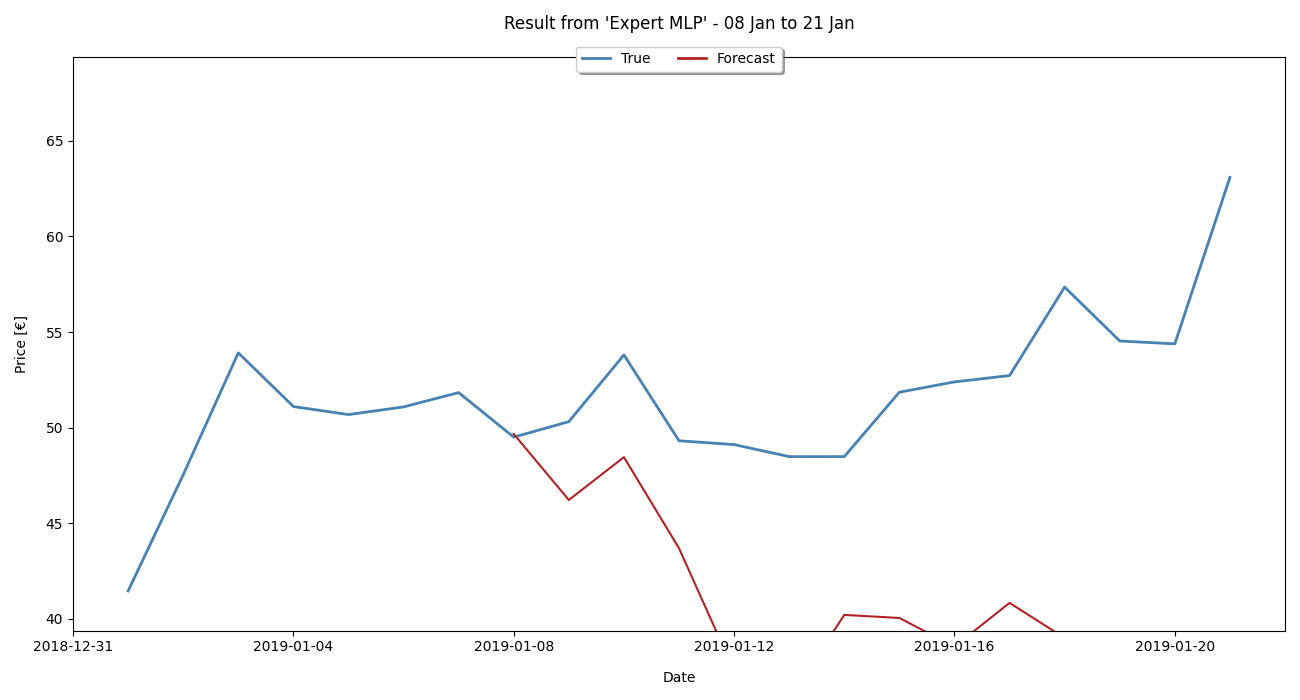 Result from 'Expert MLP' - 08 Jan to 21 Jan
True Forecast
65
60
55
50
45
40
Price [€]
2018-12-31 2019-01-04 2019-01-08 2019-01-12 2019-01-16 2019-01-20
Date